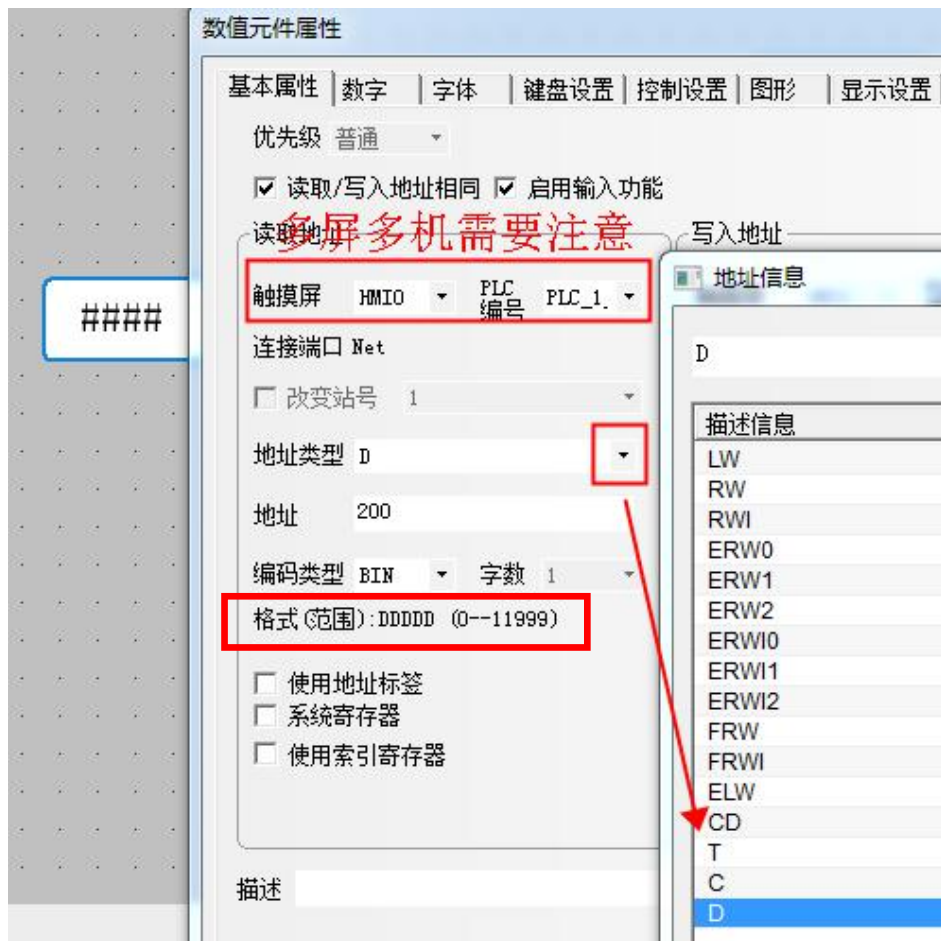 数值元件属性
基本属性 数字 字体 键盘设置 控制设置 图形 显示设置
优先级 普通
读取/写入地址相同 启用输入功能
多屏多机需要注意
读取地址
写入地址
触摸屏 HMI0 PLC编号 PLC_1.
连接端口 Net
改变站号 1
地址类型 D
地址 200
编码类型 BIN 字数 1
格式(范围):DDDDD (0--11999)
使用地址标签
系统寄存器
使用索引寄存器
描述
####
地址信息
D
描述信息
LW
RW
RWI
ERW0
ERW1
ERW2
ERWI0
ERWI1
ERWI2
FRW
FRWI
ELW
CD
T
C
D